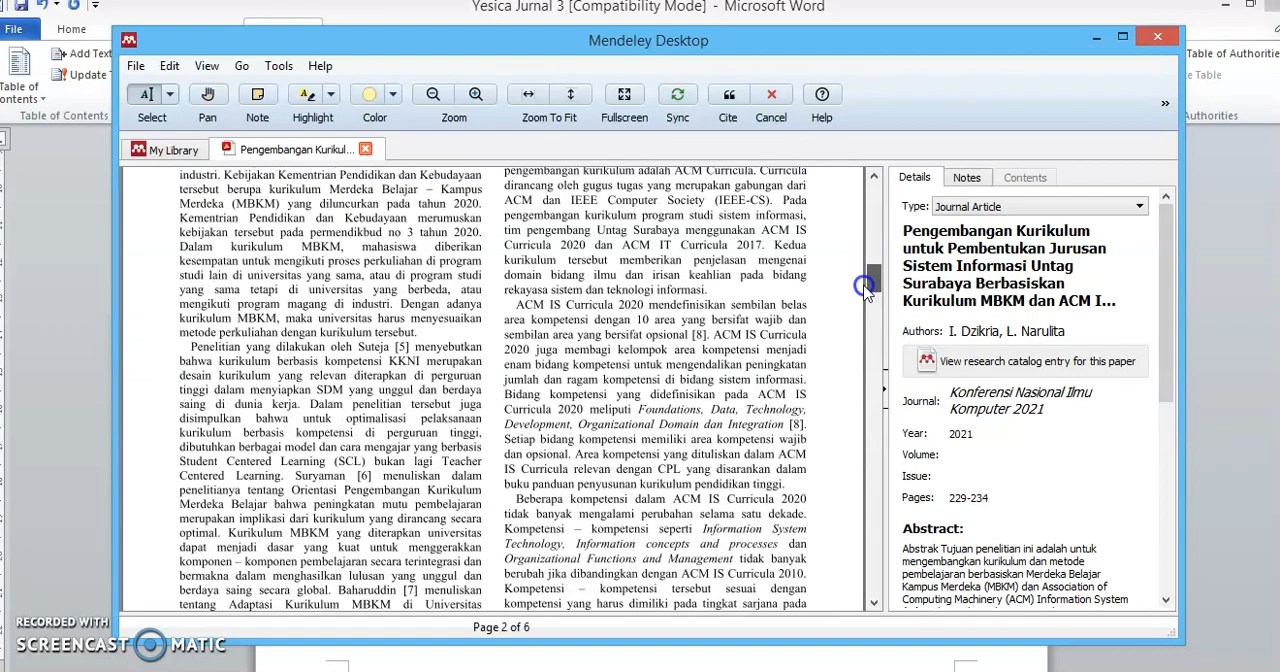 Yesica Jurnal 3 [Compatibility Mode] - Microsoft Word
File
Home
Add Text
Update T
Table of
Contents
Table of Contents
Table of Authorities
te Table
Authorities
Mendeley Desktop
File Edit View Go Tools Help
Select Pan Note Highlight Color Zoom Zoom To Fit Fullscreen Sync Cite Cancel Help
My Library
Pengembangan Kurikul...
industri. Kebijakan Kementrian Pendidikan dan Kebudayaan
tersebut berupa kurikulum Merdeka Belajar – Kampus
Merdeka (MBKM) yang diluncurkan pada tahun 2020.
Kementrian Pendidikan dan Kebudayaan merumuskan
kebijakan tersebut pada permendikbud no 3 tahun 2020.
Dalam kurikulum MBKM, mahasiswa diberikan
kesempatan untuk mengikuti proses perkuliahan di program
studi lain di universitas yang sama, atau di program studi
yang sama tetapi di universitas yang berbeda, atau
mengikuti program magang di industri. Dengan adanya
kurikulum MBKM, maka universitas harus menyesuaikan
metode perkuliahan dengan kurikulum tersebut.
Penelitian yang dilakukan oleh Suteja [5] menyebutkan
bahwa kurikulum berbasis kompetensi KKNI merupakan
desain kurikulum yang relevan diterapkan di perguruan
tinggi dalam menyiapkan SDM yang unggul dan berdaya
saing di dunia kerja. Dalam penelitian tersebut juga
disimpulkan bahwa untuk optimalisasi pelaksanaan
kurikulum berbasis kompetensi di perguruan tinggi,
dibutuhkan berbagai model dan cara mengajar yang berbasis
Student Centered Learning (SCL) bukan lagi Teacher
Centered Learning. Suryaman [6] menuliskan dalam
penelitianya tentang Orientasi Pengembangan Kurikulum
Merdeka Belajar bahwa peningkatan mutu pembelajaran
merupakan implikasi dari kurikulum yang dirancang secara
optimal. Kurikulum MBKM yang diterapkan universitas
dapat menjadi dasar yang kuat untuk menggerakkan
komponen – komponen pembelajaran secara terintegrasi dan
bermakna dalam menghasilkan lulusan yang unggul dan
berdaya saing secara global. Baharuddin [7] menuliskan
tentang Adaptasi Kurikulum MBKM di Universitas
pengembangan kurikulum adalah ACM Curricula. Curricula
dirancang oleh gugus tugas yang merupakan gabungan dari
ACM dan IEEE Computer Society (IEEE-CS). Pada
pengembangan kurikulum program studi sistem informasi,
tim pengembang Untag Surabaya menggunakan ACM IS
Curricula 2020 dan ACM IT Curricula 2017. Kedua
kurikulum tersebut memberikan penjelasan mengenai
domain bidang ilmu dan irisan keahlian pada bidang
rekayasa sistem dan teknologi informasi.
ACM IS Curricula 2020 mendefinisikan sembilan belas
area kompetensi dengan 10 area yang bersifat wajib dan
sembilan area yang bersifat opsional [8]. ACM IS Curricula
2020 juga membagi kelompok area kompetensi menjadi
enam bidang kompetensi untuk mengendalikan peningkatan
jumlah dan ragam kompetensi di bidang sistem informasi.
Bidang kompetensi yang didefinisikan pada ACM IS
Curricula 2020 meliputi Foundations, Data, Technology,
Development, Organizational Domain dan Integration [8].
Setiap bidang kompetensi memiliki area kompetensi wajib
dan opsional. Area kompetensi yang dituliskan dalam ACM
IS Curricula relevan dengan CPL yang disarankan dalam
buku panduan penyusunan kurikulum pendidikan tinggi.
Beberapa kompetensi dalam ACM IS Curricula 2020
tidak banyak mengalami perubahan selama satu dekade.
Kompetensi – kompetensi seperti Information System
Technology, Information concepts and processes dan
Organizational Functions and Management tidak banyak
berubah jika dibandingkan dengan ACM IS Curricula 2010.
Kompetensi – kompetensi tersebut sesuai dengan
kompetensi yang harus dimiliki pada tingkat sarjana pada
Details Notes Contents
Type: Journal Article
Pengembangan Kurikulum
untuk Pembentukan Jurusan
Sistem Informasi Untag
Surabaya Berbasiskan
Kurikulum MBKM dan ACM I...
Authors: I. Dzikria, L. Narulita
View research catalog entry for this paper
Journal: Konferensi Nasional Ilmu
Komputer 2021
Year: 2021
Volume:
Issue:
Pages: 229-234
Abstract:
Abstrak Tujuan penelitian ini adalah untuk
mengembangkan kurikulum dan metode
pembelajaran berbasiskan Merdeka Belajar
Kampus Merdeka (MBKM) dan Association of
Computing Machinery (ACM) Information System
Page 2 of 6
RECORDED WITH
SCREENCAST MATIC